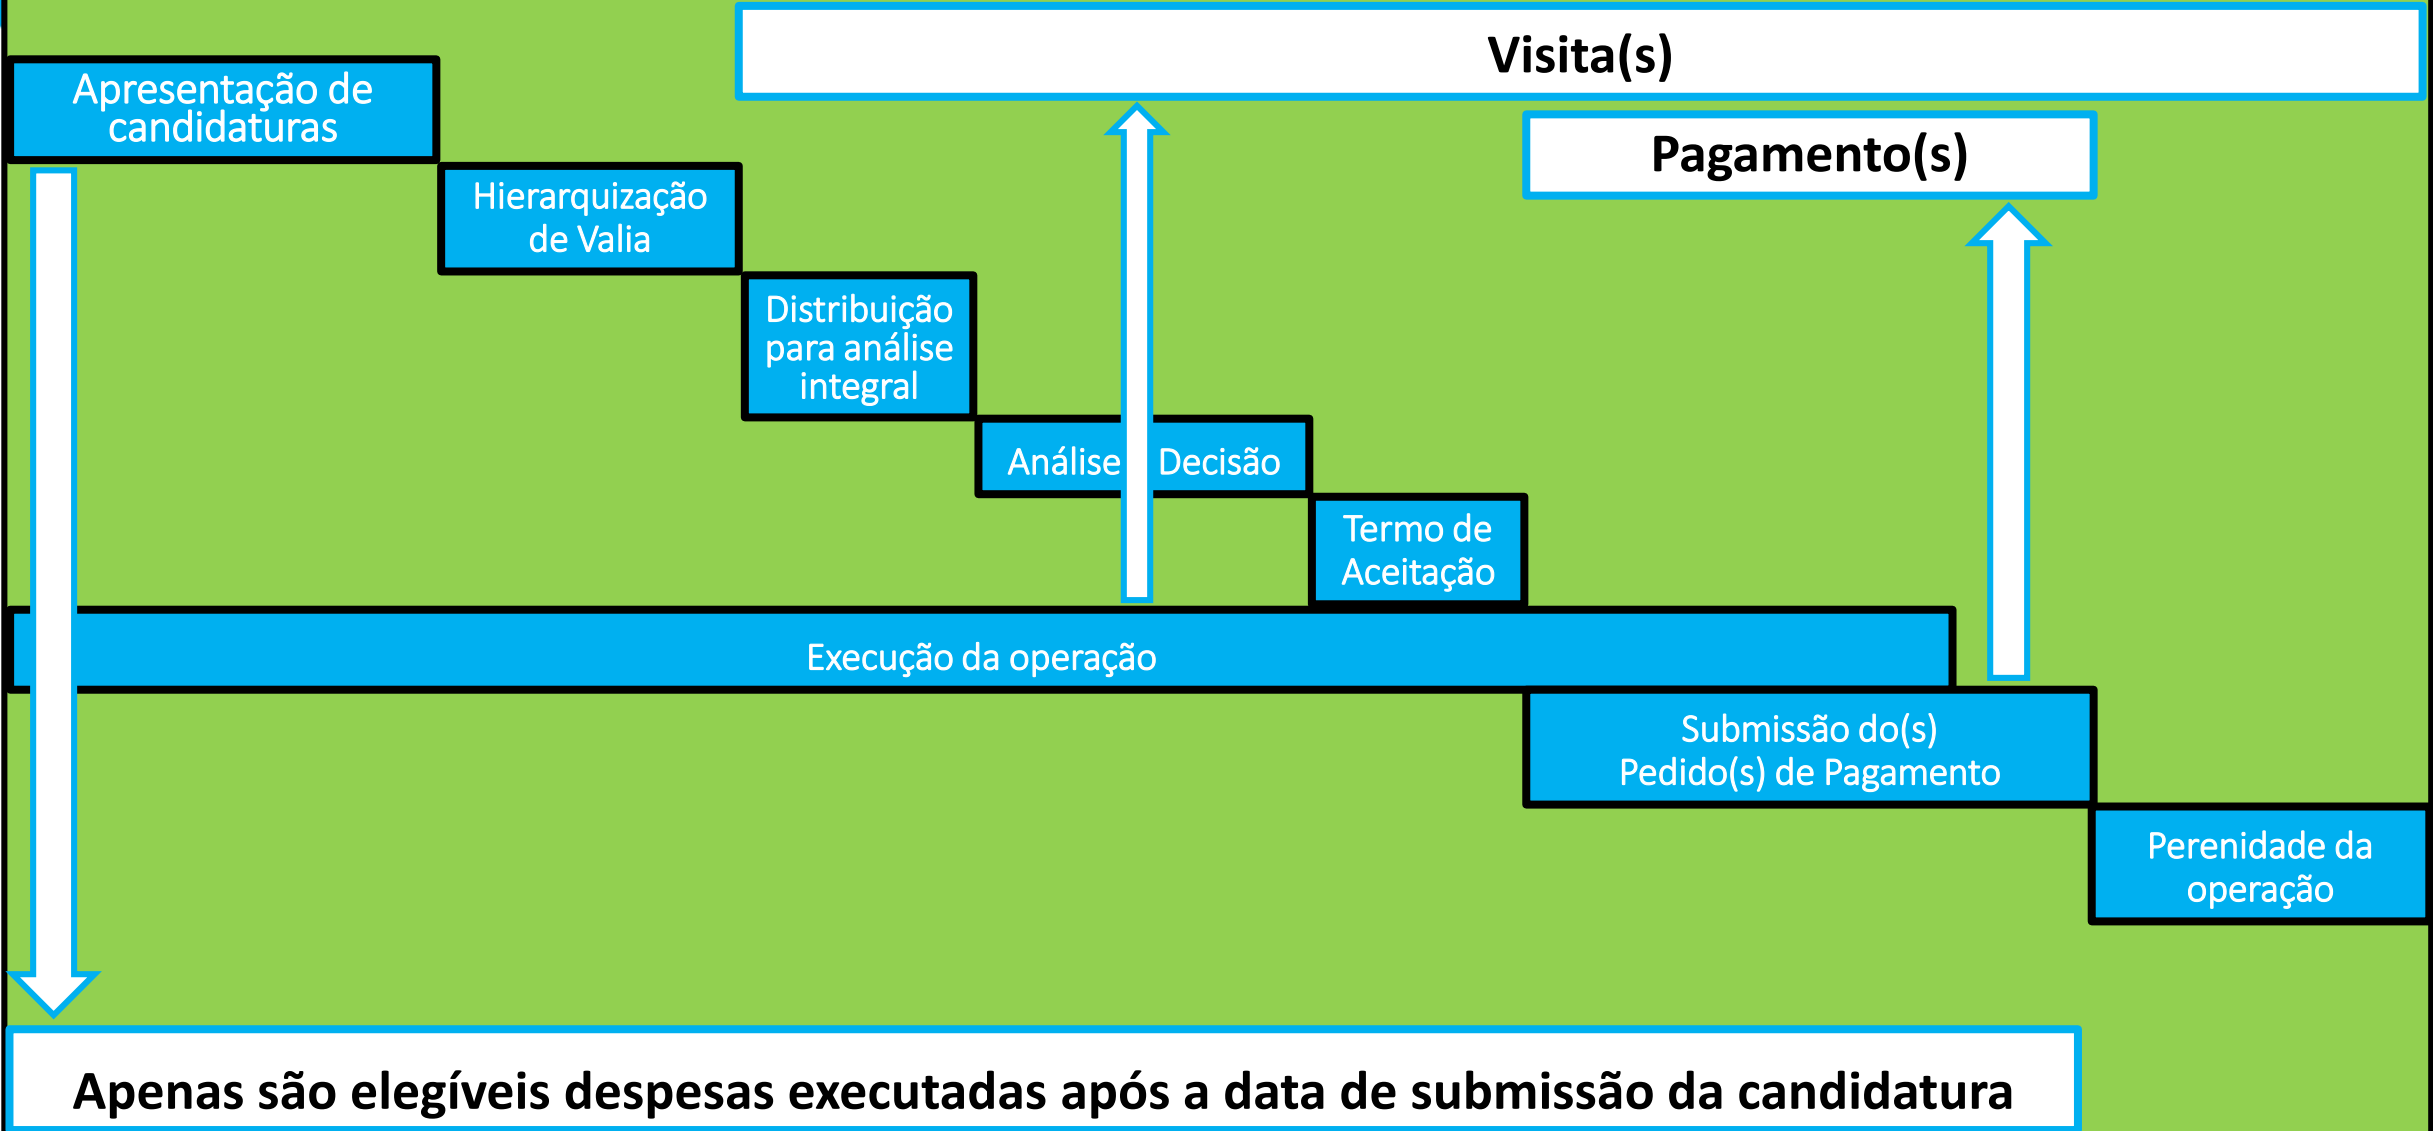 Visita(s)
Apresentação de
candidaturas
Pagamento(s)
Hierarquização
de Valia
Distribuição
para análise
integral
Análise Decisão
Termo de
Aceitação
Execução da operação
Submissão do(s)
Pedido(s) de Pagamento
Perenidade da
operação
Apenas são elegíveis despesas executadas após a data de submissão da candidatura